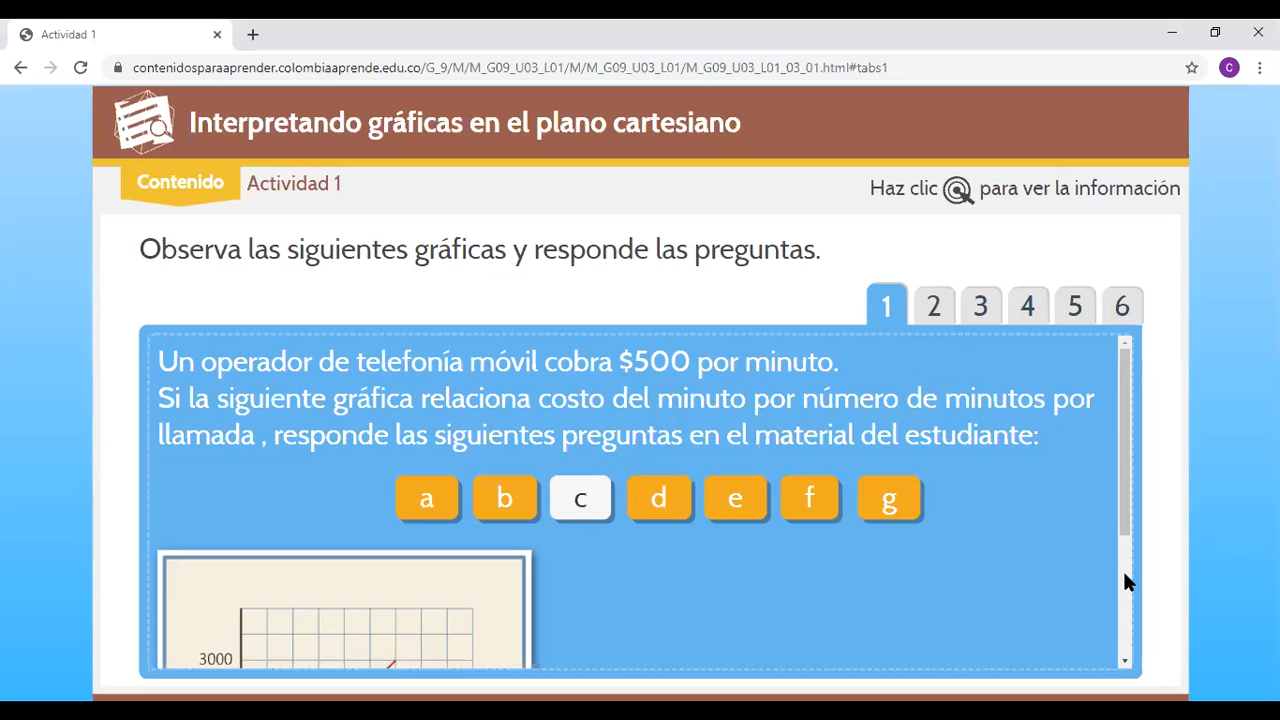 Actividad 1
contenidosparaaprender.colombiaaprende.edu.co/G_9/M/M_G09_U03_L01/M/M_G09_U03_L01/M_G09_U03_L01_03_01.html#tabs1
C
Interpretando gráficas en el plano cartesiano
Contenido Actividad 1
Haz clic para ver la información
Observa las siguientes gráficas y responde las preguntas.
1 2 3 4 5 6
Un operador de telefonía móvil cobra $500 por minuto.
Si la siguiente gráfica relaciona costo del minuto por número de minutos por
llamada , responde las siguientes preguntas en el material del estudiante:
a b c d e f g
3000